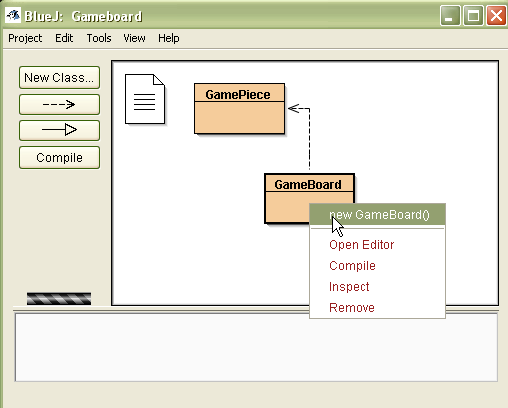 BlueJ: Gameboard
Project Edit Tools View Help
New Class...
Compile
GamePiece
GameBoard
new GameBoard()
Open Editor
Compile
Inspect
Remove